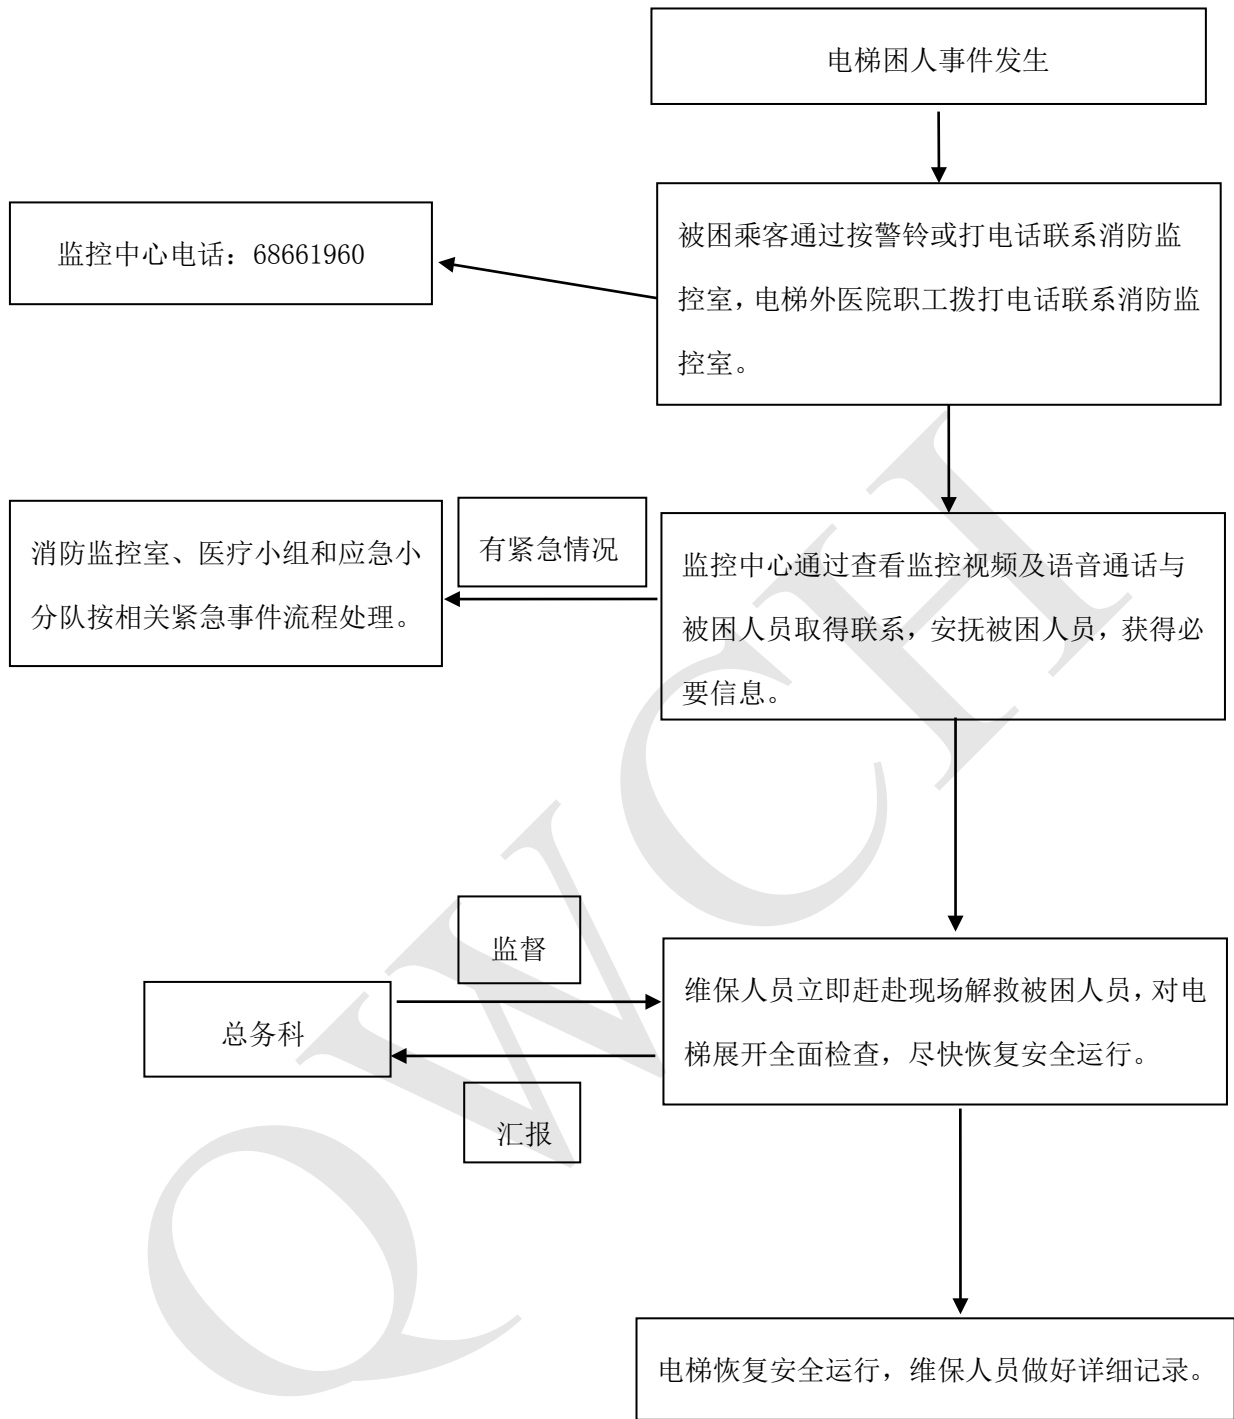 电梯困人事件发生
监控中心电话：68661960
被困乘客通过按警铃或打电话联系消防监
控室，电梯外医院职工拨打电话联系消防监
控室。
消防监控室、医疗小组和应急小
分队按相关紧急事件流程处理。
有紧急情况
监控中心通过查看监控视频及语音通话与
被困人员取得联系，安抚被困人员，获得必
要信息。
监督
总务科
维保人员立即赶赴现场解救被困人员，对电
梯展开全面检查，尽快恢复安全运行。
汇报
电梯恢复安全运行，维保人员做好详细记录。
QWCH